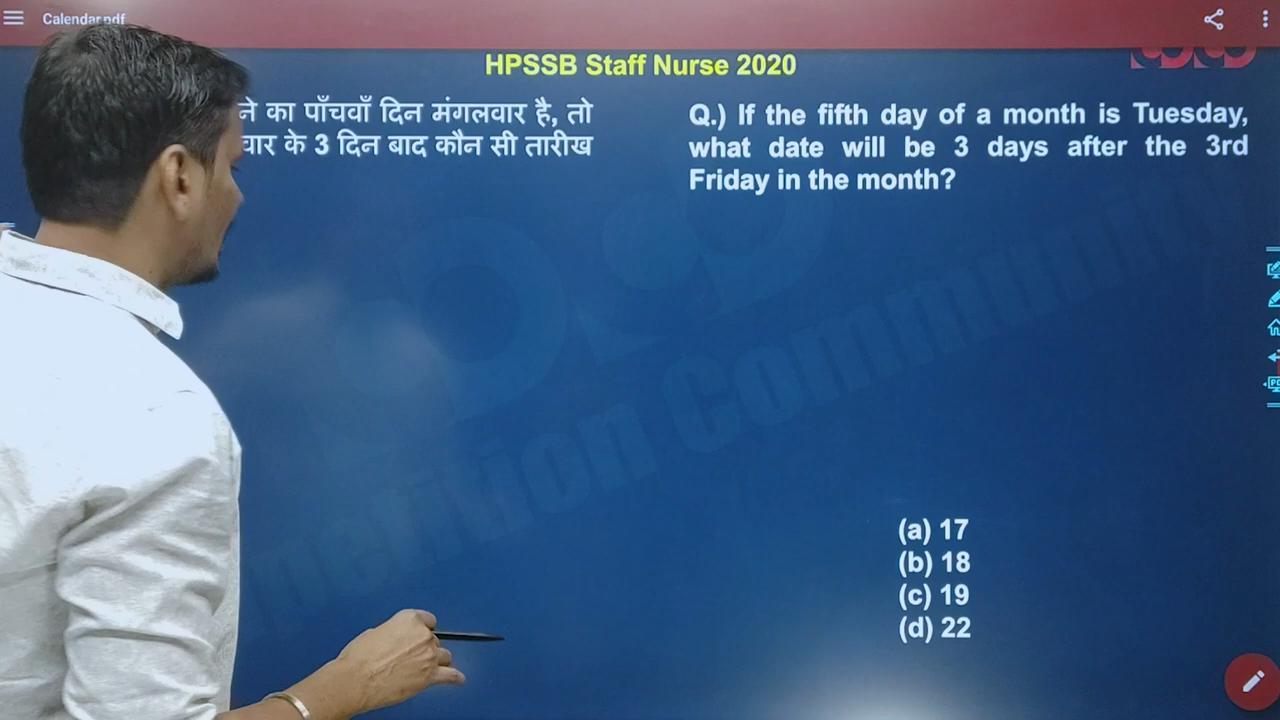 Calendar.pdf
HPSSB Staff Nurse 2020
ने का पाँचवाँ दिन मंगलवार है, तो
वार के 3 दिन बाद कौन सी तारीख
Q.) If the fifth day of a month is Tuesday,
what date will be 3 days after the 3rd
Friday in the month?
(a) 17
(b) 18
(c) 19
(d) 22
Community